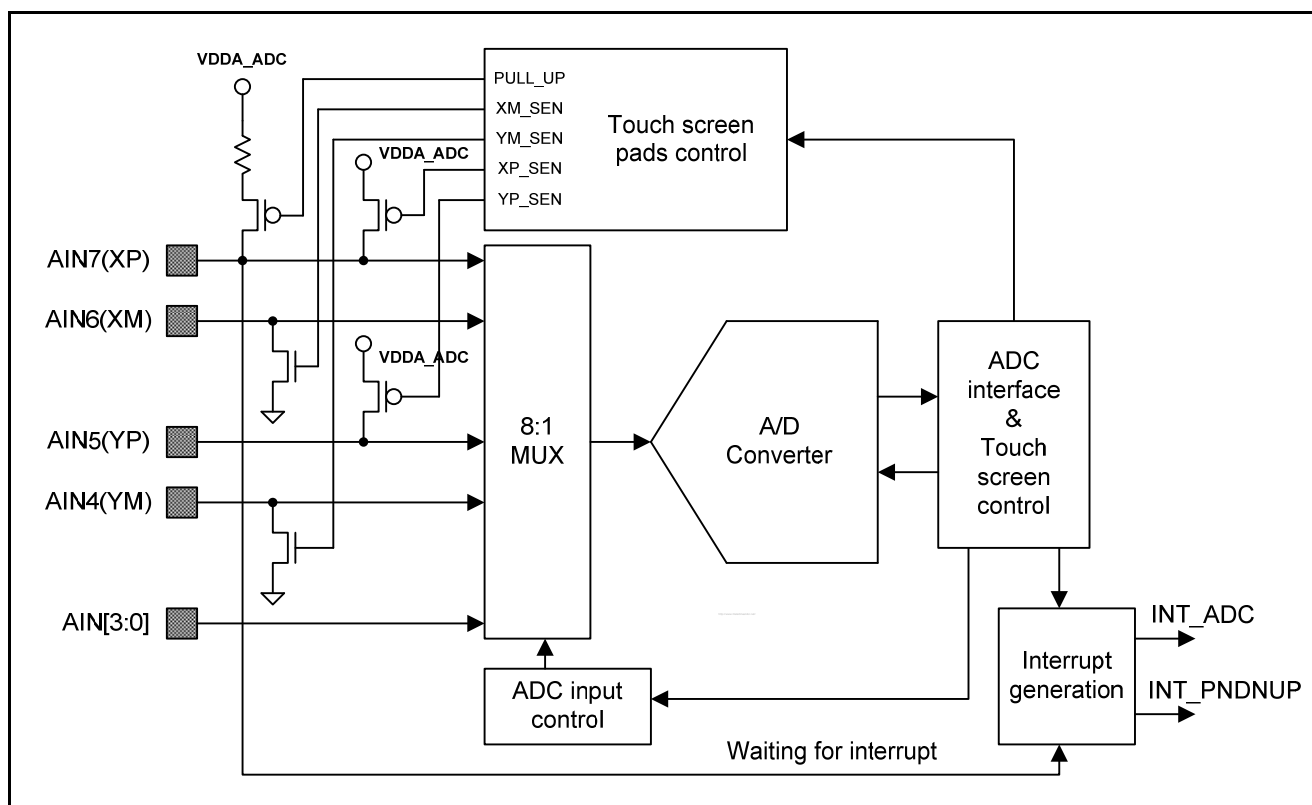 VDDA_ADC
PULL_UP
XM_SEN
YM_SEN
XP_SEN
YP_SEN
Touch screen
pads control
VDDA_ADC
AIN7(XP)
AIN6(XM)
VDDA_ADC
AIN5(YP)
AIN4(YM)
AIN[3:0]
8:1
MUX
A/D
Converter
ADC
interface
&
Touch
screen
control
ADC input
control
Interrupt
generation
INT_ADC
INT_PNDNUP
Waiting for interrupt